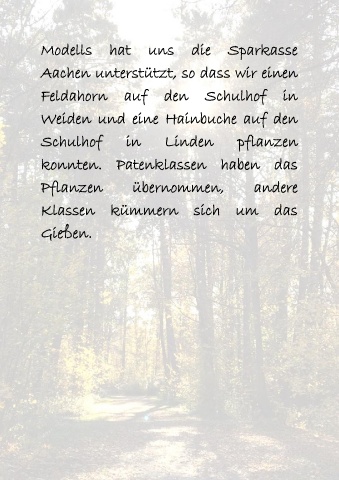 Modells hat uns die Sparkasse
Aachen unterstützt, so dass wir einen
Feldahorn auf den Schulhof in
Weiden und eine Hainbuche auf den
Schulhof in Linden pflanzen
konnten. Patenklassen haben das
Pflanzen übernommen, andere
Klassen kümmern sich um das
Gießen.